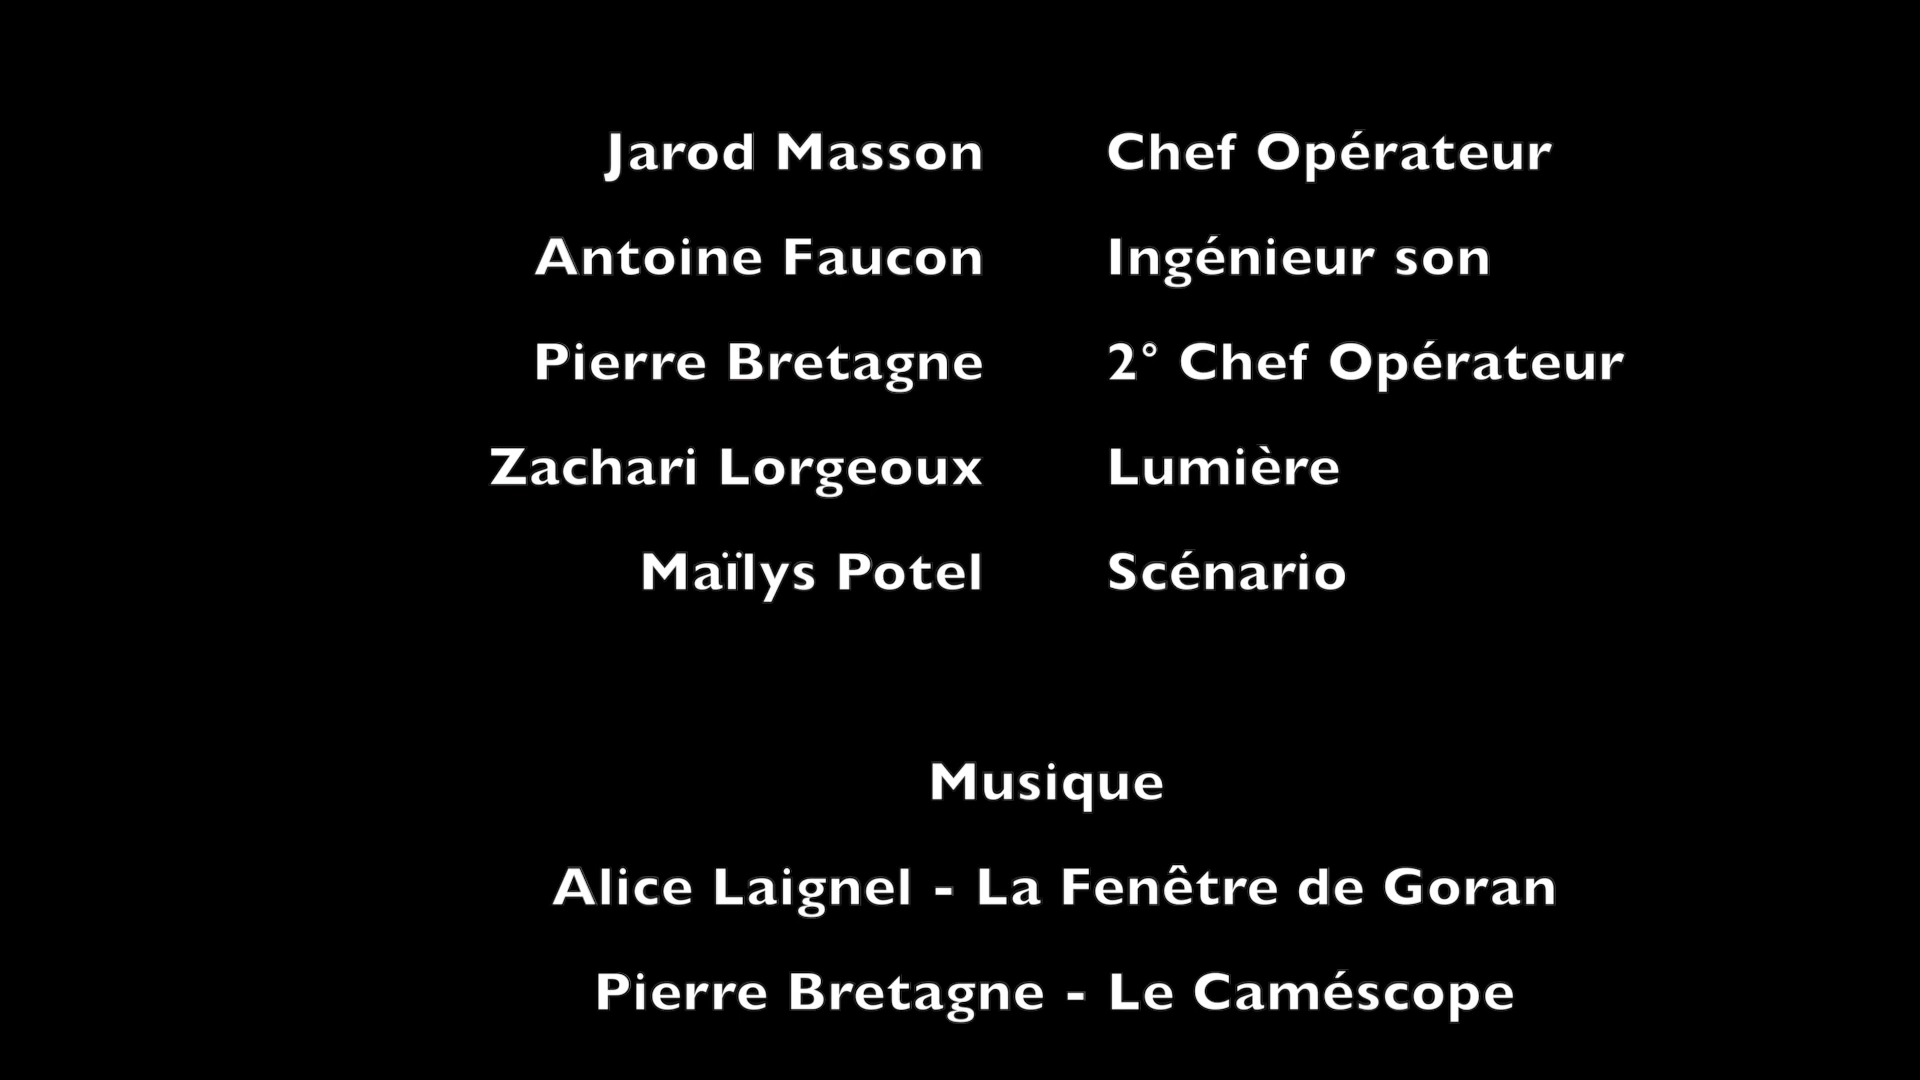 Jarod Masson Chef Opérateur
Antoine Faucon Ingénieur son
Pierre Bretagne 2° Chef Opérateur
Zachari Lorgeoux Lumière
Maïlys Potel Scénario
Musique
Alice Laignel - La Fenêtre de Goran
Pierre Bretagne - Le Caméscope